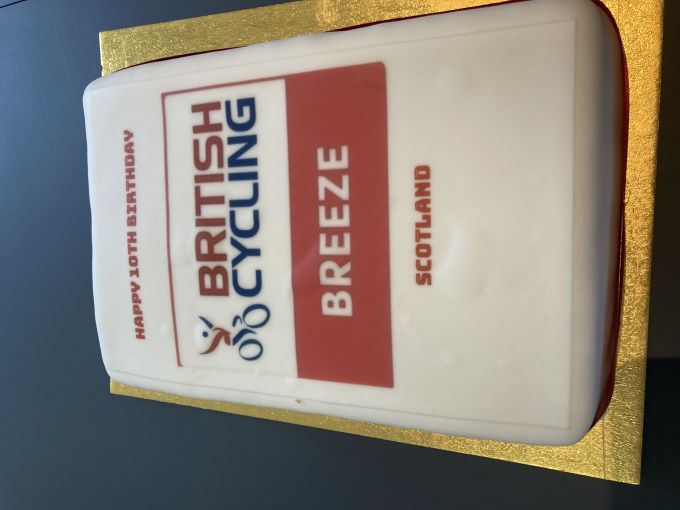 HAPPY 10TH BIRTHDAY
BRITISH
CYCLING
BREEZE
SCOTLAND